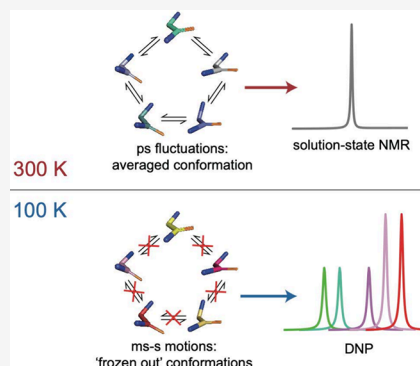 ps fluctuations:
averaged conformation
solution-state NMR
300 K
100 K
ms-s motions:
'frozen out' conformations
DNP